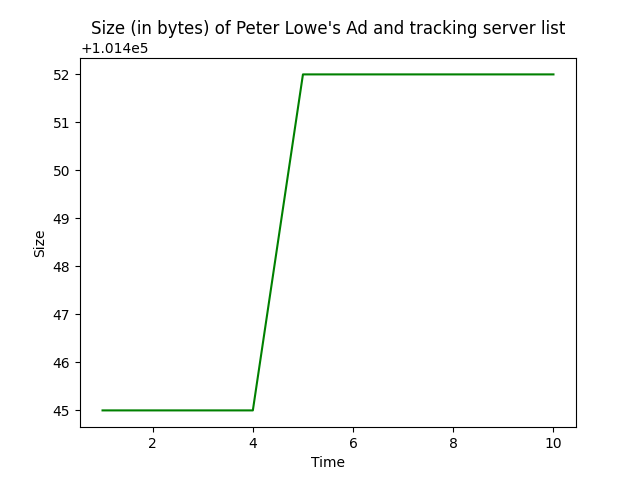 Size (in bytes) of Peter Lowe's Ad and tracking server list
+1.014e5
52
51
50
49
48
47
46
45
Size
2 4 6 8 10
Time